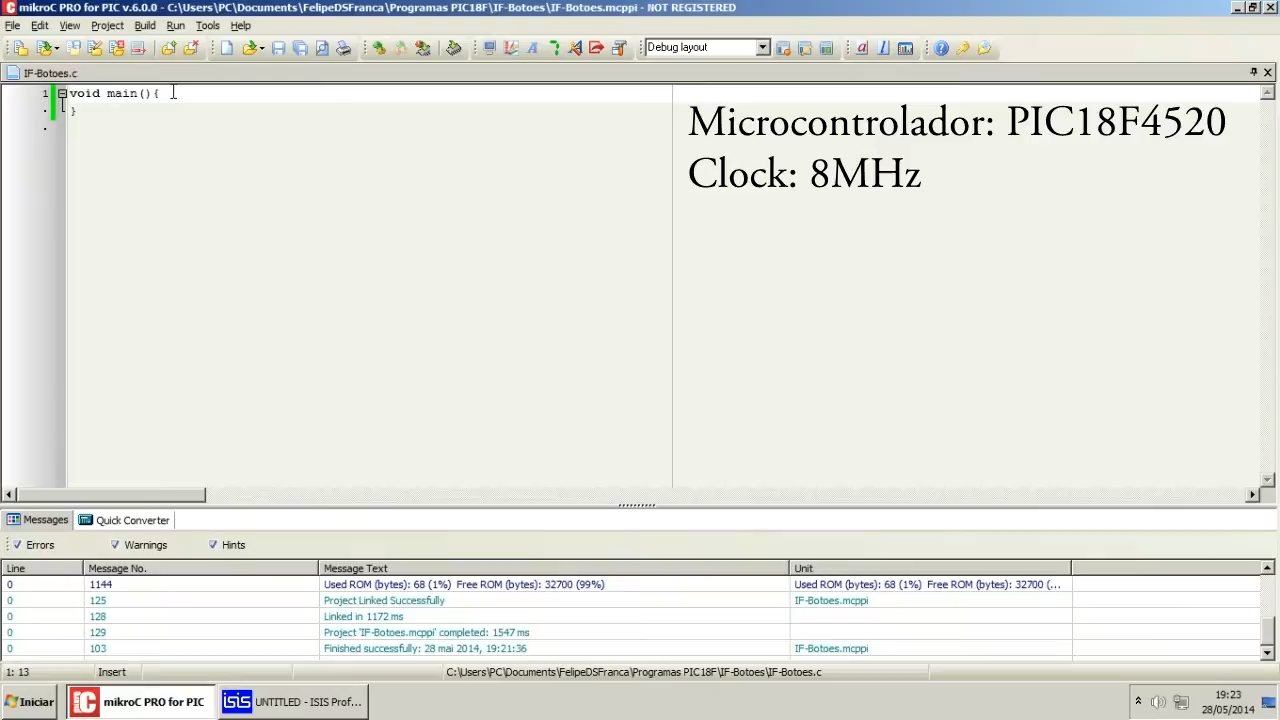 mikroC PRO for PIC v.6.0.0 - C:\Users\PC\Documents\FelipeDSFranca\Programas PIC18F\IF-Botoes\IF-Botoes.mcppi - NOT REGISTERED
File Edit View Project Build Run Tools Help
Debug layout
IF-Botoes.c
1 void main(){
}
Microcontrolador: PIC18F4520
Clock: 8MHz
Messages Quick Converter
Errors Warnings Hints
Line Message No. Message Text Unit
0 1144 Used ROM (bytes): 68 (1%) Free ROM (bytes): 32700 (99%) Used ROM (bytes): 68 (1%) Free ROM (bytes): 32700 (...
0 125 Project Linked Successfully IF-Botoes.mcppi
0 128 Linked in 1172 ms
0 129 Project 'IF-Botoes.mcppi' completed: 1547 ms
0 103 Finished successfully: 28 mai 2014, 19:21:36 IF-Botoes.mcppi
1: 13 Insert C:\Users\PC\Documents\FelipeDSFranca\Programas PIC18F\IF-Botoes\IF-Botoes.c
Iniciar mikroC PRO for PIC isis UNTITLED - ISIS Prof... 19:23
28/05/2014